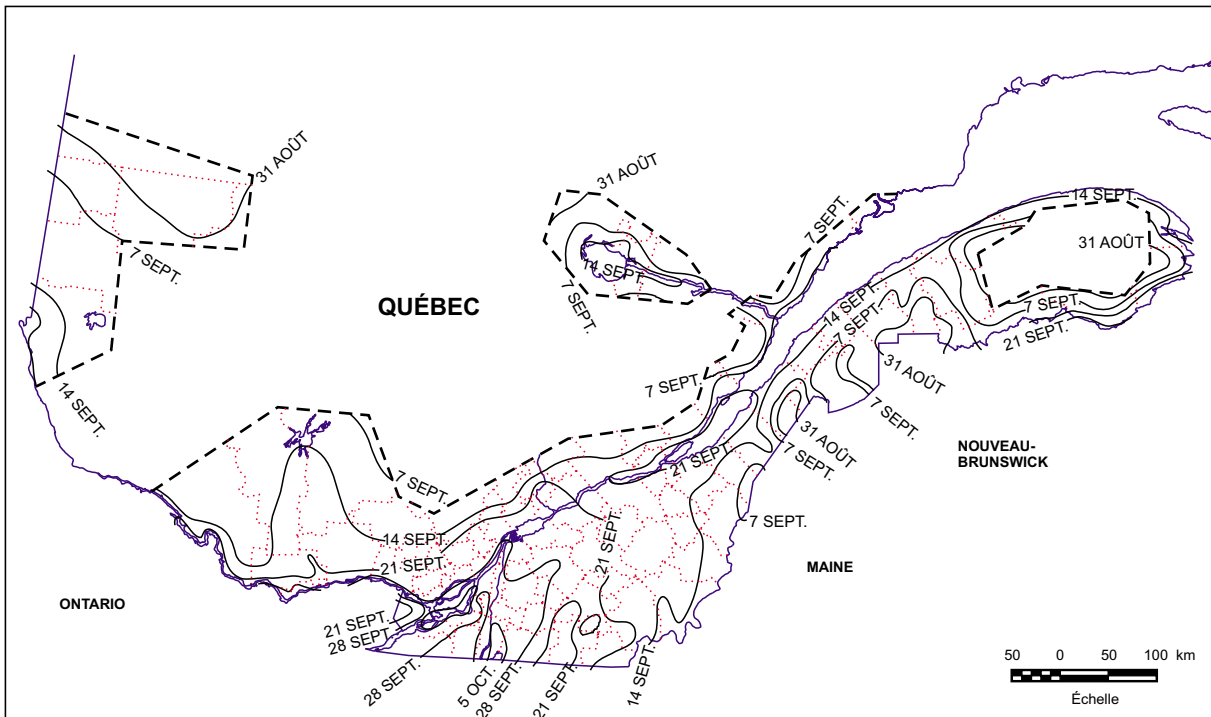 31 AOÛT
7 SEPT.
14 SEPT.
31 AOÛT
14 SEPT.
7 SEPT.
7 SEPT.
14 SEPT.
31 AOÛT
7 SEPT.
21 SEPT.
14 SEPT.
7 SEPT.
31 AOÛT
7 SEPT.
QUÉBEC
7 SEPT.
7 SEPT.
21 SEPT.
31 AOÛT
7 SEPT.
7 SEPT.
NOUVEAU-
BRUNSWICK
14 SEPT.
21 SEPT.
21 SEPT.
MAINE
ONTARIO
21 SEPT.
28 SEPT.
28 SEPT.
5 OCT.
28 SEPT.
21 SEPT.
14 SEPT.
50 0 50 100 km
Échelle